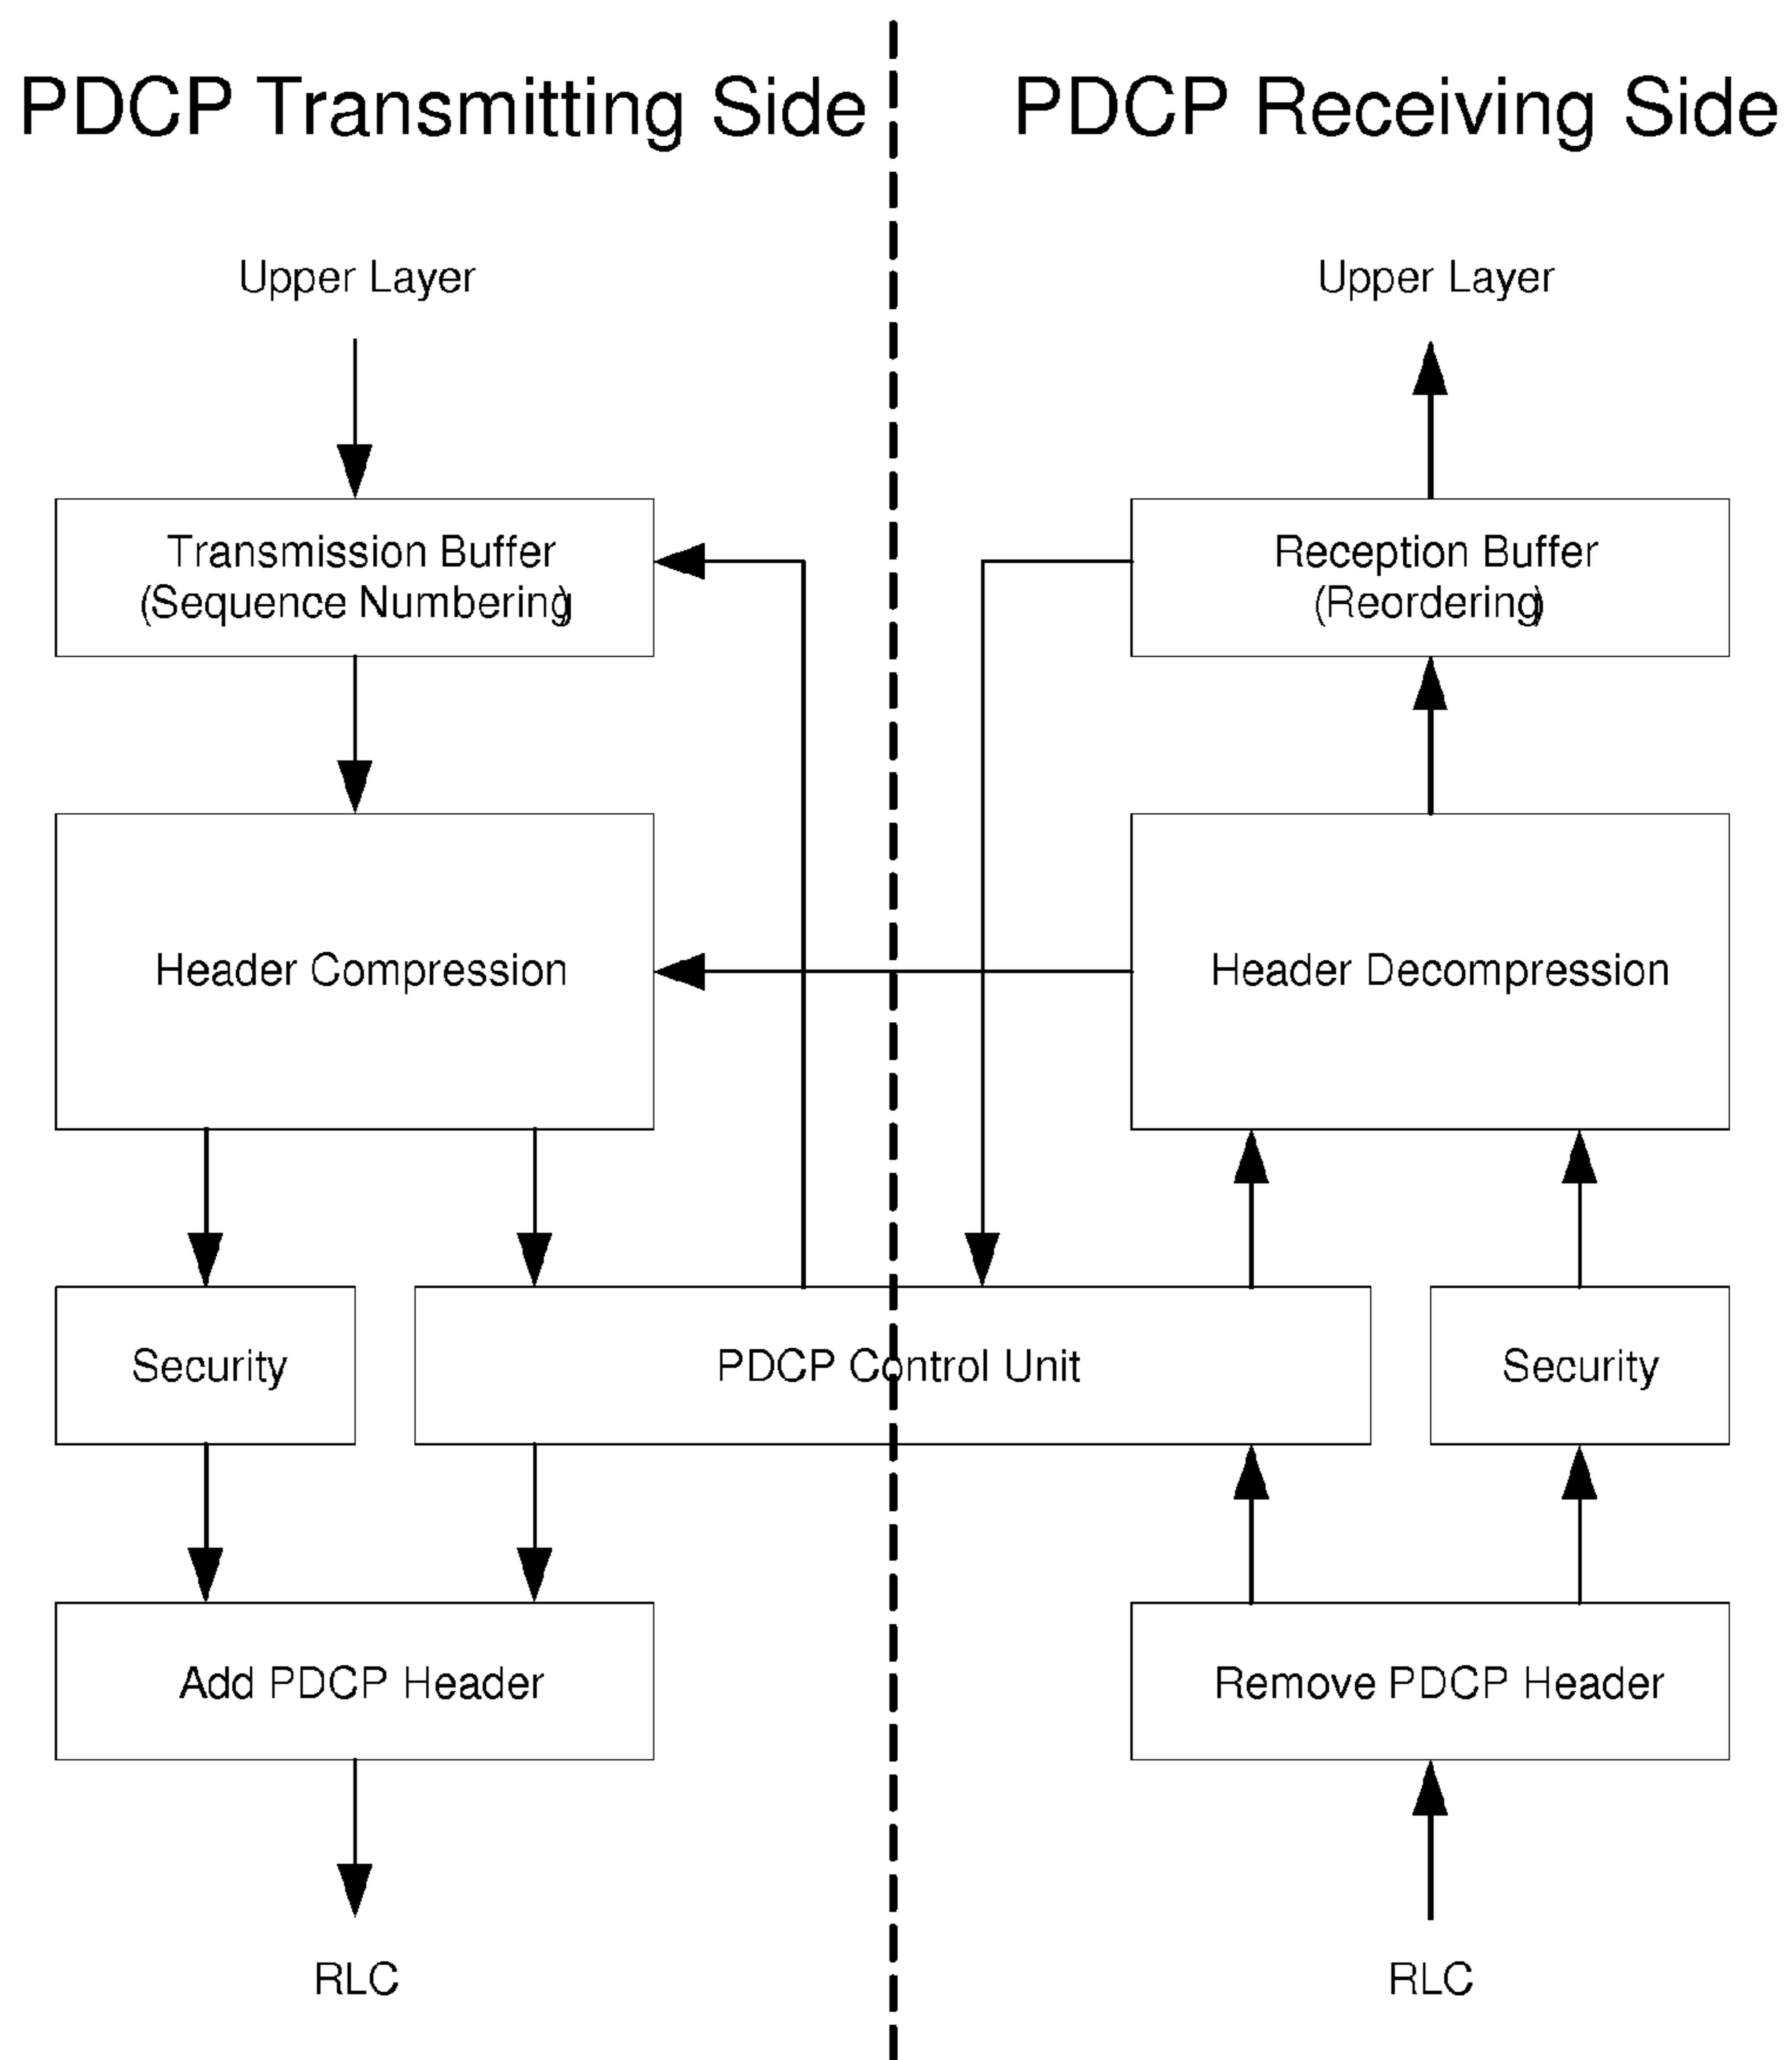 PDCP Transmitting Side
PDCP Receiving Side
Upper Layer
Upper Layer
Transmission Buffer
(Sequence Numbering)
Reception Buffer
(Reordering)
Header Compression
Header Decompression
Security
PDCP Control Unit
Security
Add PDCP Header
Remove PDCP Header
RLC
RLC